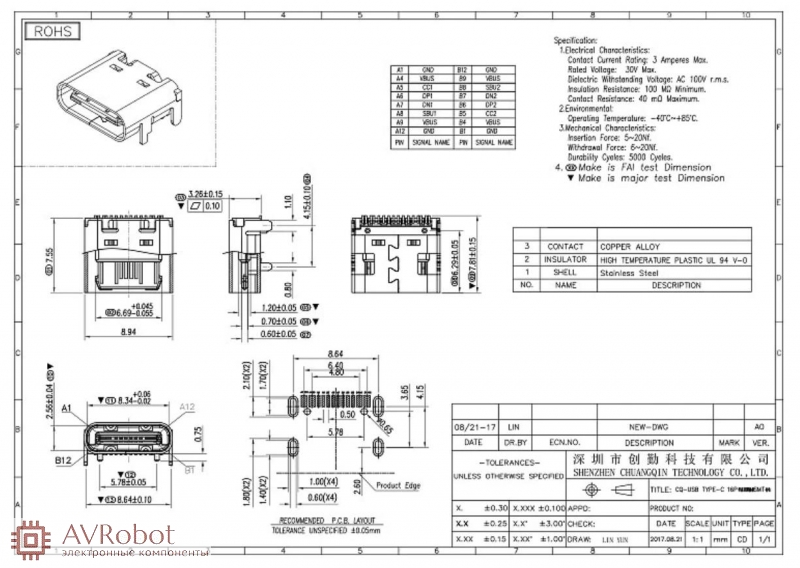 1 2 3 4 5 6 7 8 9 10
ROHS
Specification:
1.Electrical Characteristics:
Contact Current Rating: 3 Amperes Max.
Rated Voltage: 30V Max.
Dielectric Withstanding Voltage: AC 100V r.m.s.
Insulation Resistance: 100 MΩ Minimum.
Contact Resistance: 40 mΩ Maximum.
2.Environmental:
Operating Temperature: -40℃~+85℃.
3.Mechanical Characteristics:
Insertion Force: 5~20Nf.
Withdrawal Force: 6~20Nf.
Durability Cycles: 5000 Cycles.
4. Make is FAI test Dimension
▼ Make is major test Dimension
A1 GND B12 GND
A4 VBUS B9 VBUS
A5 CC1 B8 SBU2
A6 DP1 B7 DN2
A7 DN1 B6 DP2
A8 SBU1 B5 CC2
A9 VBUS B4 VBUS
A12 GND B1 GND
PIN SIGNAL NAME PIN SIGNAL NAME
3.26±0.15
0.10
1.10
4.15±0.10
7.55
0.80
6.29±0.05
7.81±0.15
+0.045
6.69-0.055
8.94
1.20±0.05
0.70±0.05
0.60±0.05
3 CONTACT COPPER ALLOY
2 INSULATOR HIGH TEMPERATURE PLASTIC UL 94 V-0
1 SHELL Stainless Steel
NO. NAME DESCRIPTION
8.64
6.40
4.80
2.10(X2)
1.70(X2)
3.65
4.15
0.50
5.78
ø0.65
1.80(X2)
1.40(X2)
1.00(X4)
0.60(X4)
2.60
Product Edge
RECOMMENDED P.C.B. LAYOUT
TOLERANCE UNSPECIFIED ±0.05mm
2.56±0.04
+0.06
8.34-0.02
A1 A12
0.75
B12 B1
5.78±0.05
8.64±0.10
08/21-17 LIN NEW-DWG A0
DATE DR.BY ECN.NO. DESCRIPTION MARK VER.
-TOLERANCES-
UNLESS OTHERWISE SPECIFIED
深圳市创勤科技有限公司
SHENZHEN CHUANGQIN TECHNOLOGY CO., LTD.
TITLE: CQ-USB TYPE-C 16P
X. ±0.30 X.XXX ±0.100 APPD: PRODUCT NO:
X.X ±0.25 X.X° ±3.00° CHECK: DATE SCALE UNIT TYPE PAGE
X.XX ±0.15 X.XX° ±1.00° DRAW: LIN SUN 2017.08.21 1:1 mm CD 1/1
AVRobot
электронные компоненты